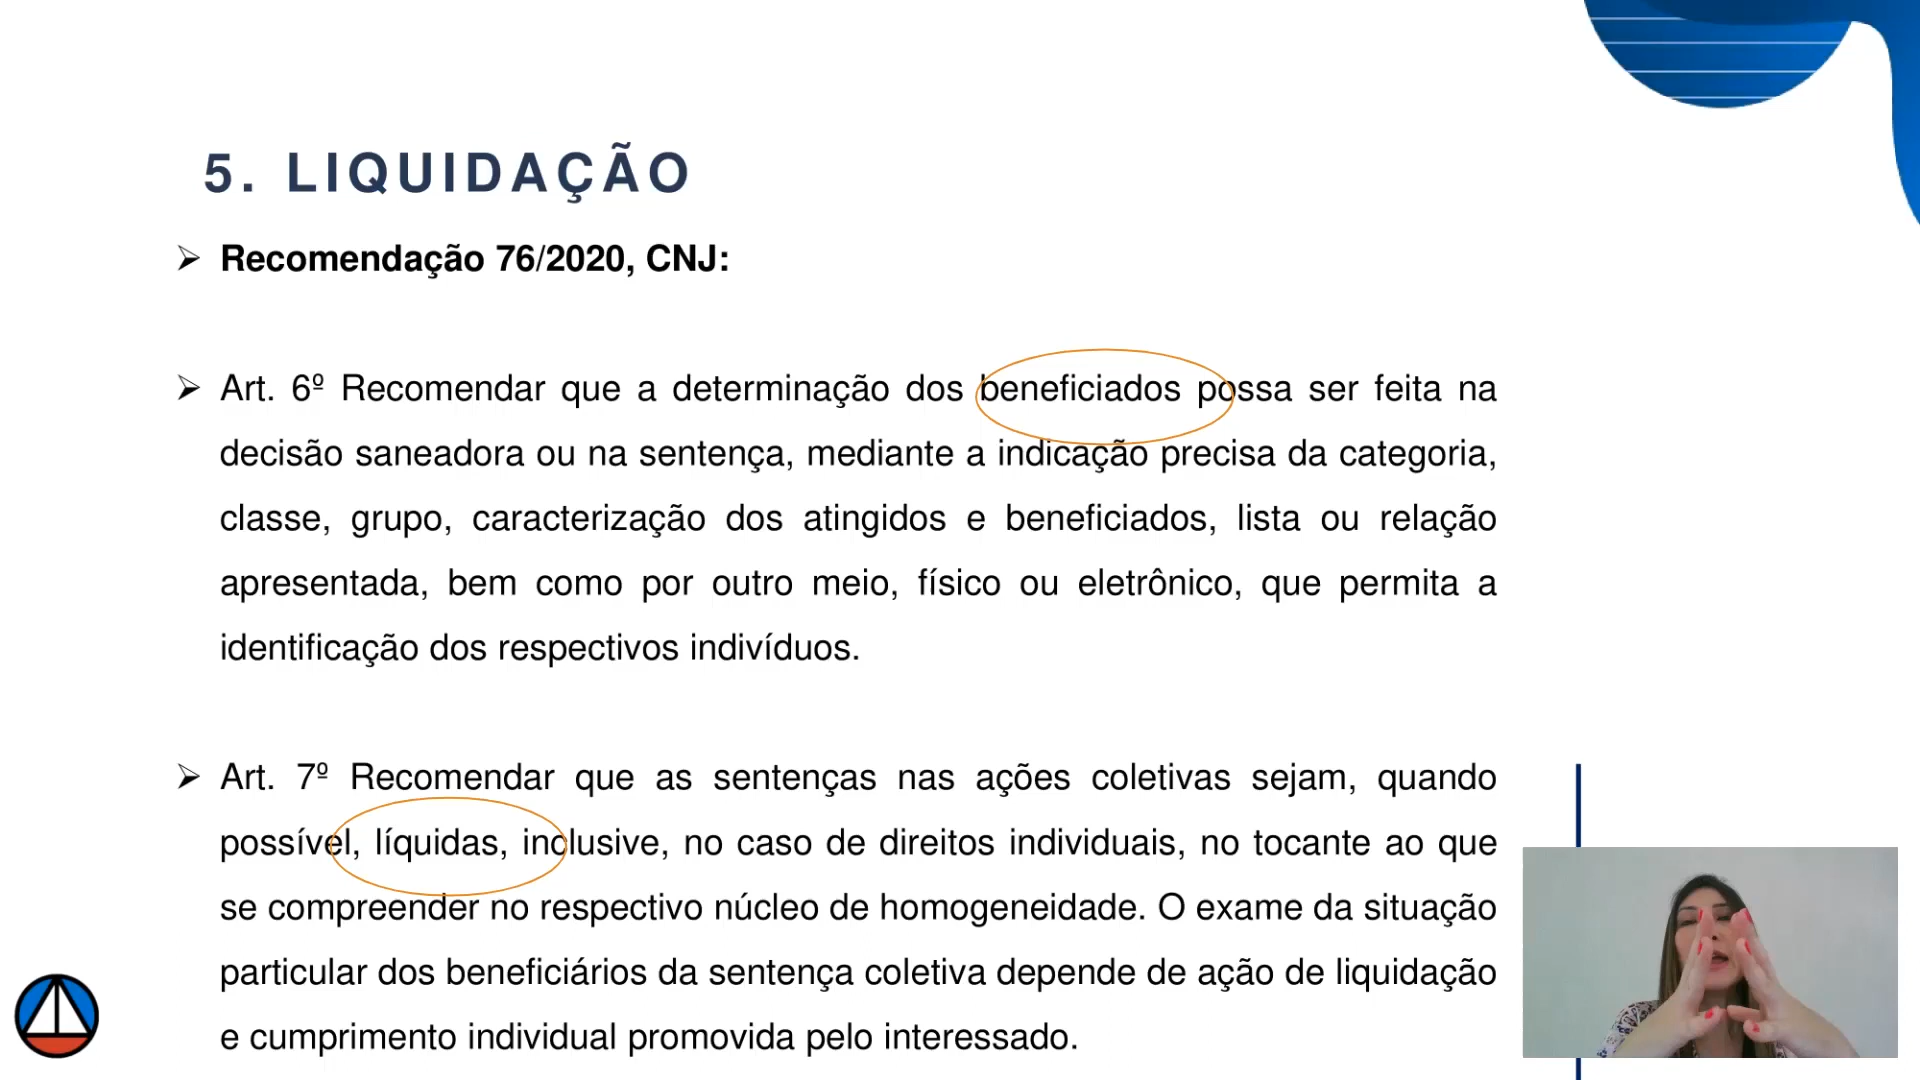 5. LIQUIDAÇÃO
Recomendação 76/2020, CNJ:
Art. 6º Recomendar que a determinação dos beneficiados possa ser feita na
decisão saneadora ou na sentença, mediante a indicação precisa da categoria,
classe, grupo, caracterização dos atingidos e beneficiados, lista ou relação
apresentada, bem como por outro meio, físico ou eletrônico, que permita a
identificação dos respectivos indivíduos.
Art. 7º Recomendar que as sentenças nas ações coletivas sejam, quando
possível, líquidas, inclusive, no caso de direitos individuais, no tocante ao que
se compreender no respectivo núcleo de homogeneidade. O exame da situação
particular dos beneficiários da sentença coletiva depende de ação de liquidação
e cumprimento individual promovida pelo interessado.